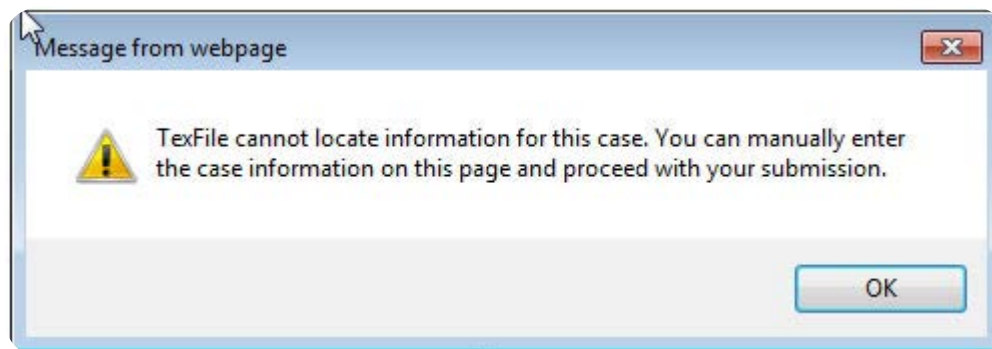 Message from webpage
TexFile cannot locate information for this case. You can manually enter
the case information on this page and proceed with your submission.
OK